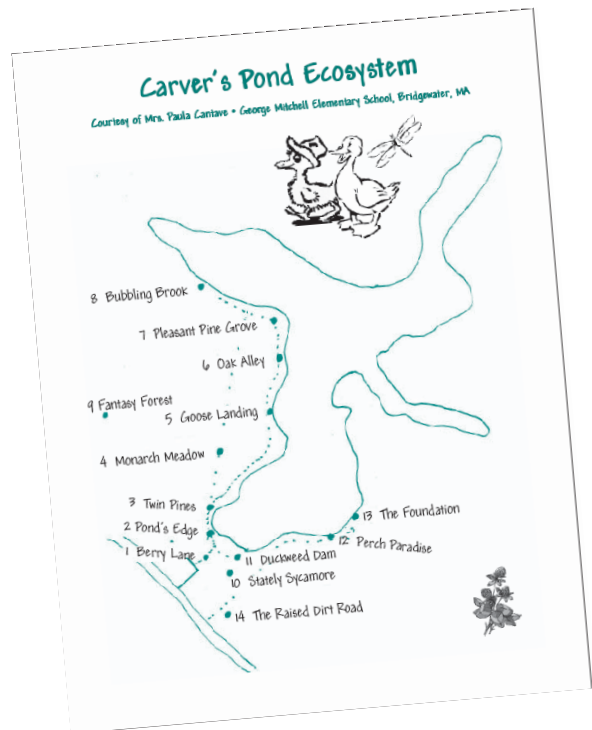 Carver's Pond Ecosystem
Courtesy of Mrs. Paula Cantave • George Mitchell Elementary School, Bridgewater, MA
8 Bubbling Brook
7 Pleasant Pine Grove
6 Oak Alley
9 Fantasy Forest
5 Goose Landing
4 Monarch Meadow
3 Twin Pines
13 The Foundation
2 Pond's Edge
12 Perch Paradise
1 Berry Lane
11 Duckweed Dam
10 Stately Sycamore
14 The Raised Dirt Road